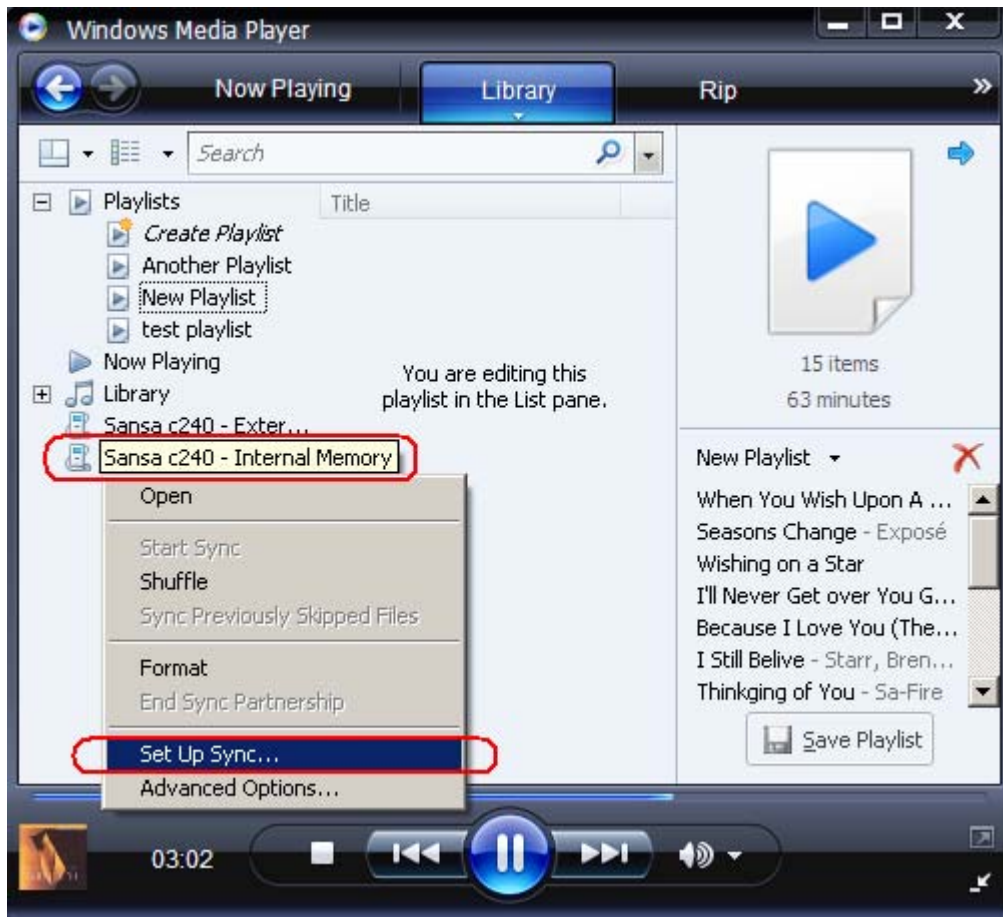 Windows Media Player
Now Playing
Library
Rip
Search
Playlists
Title
Create Playlist
Another Playlist
New Playlist
test playlist
Now Playing
Library
Sansa c240 - Exter...
Sansa c240 - Internal Memory
You are editing this
playlist in the List pane.
Open
Start Sync
Shuffle
Sync Previously Skipped Files
Format
End Sync Partnership
Set Up Sync...
Advanced Options...
15 items
63 minutes
New Playlist
When You Wish Upon A ...
Seasons Change - Exposé
Wishing on a Star
I'll Never Get over You G...
Because I Love You (The...
I Still Belive - Starr, Bren...
Thinkging of You - Sa-Fire
Save Playlist
03:02